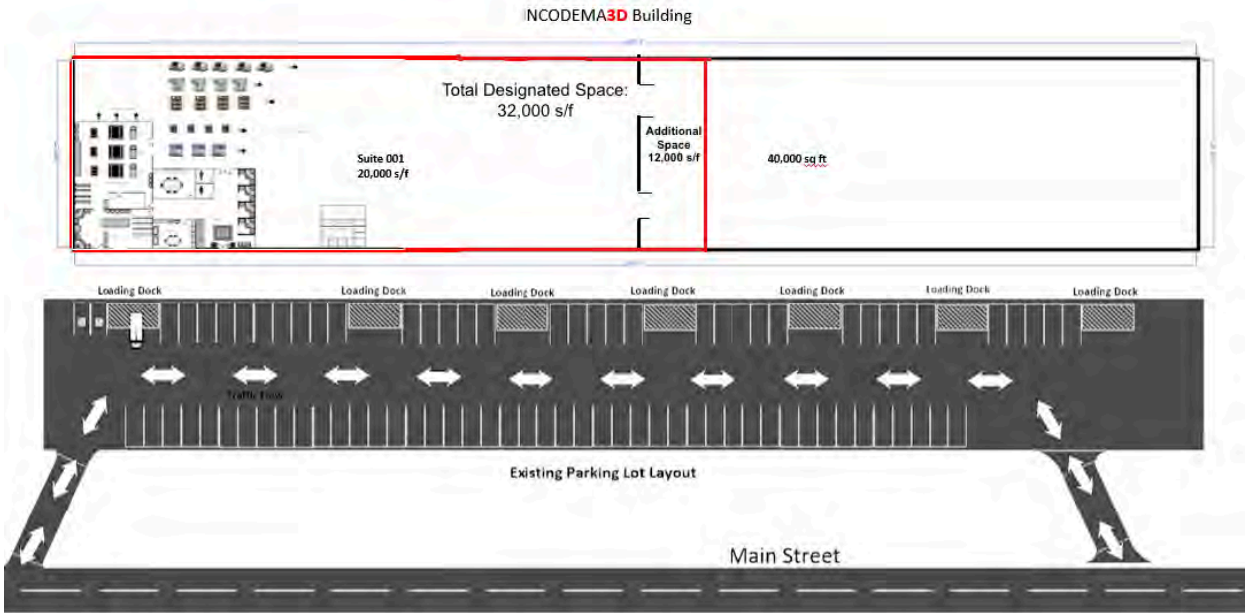 INCODEMA3D Building
Total Designated Space:
32,000 s/f
Suite 001
20,000 s/f
Additional
Space
12,000 s/f
40,000 sq ft
Loading Dock
Loading Dock
Loading Dock
Loading Dock
Loading Dock
Loading Dock
Loading Dock
Traffic Flow
Existing Parking Lot Layout
Main Street